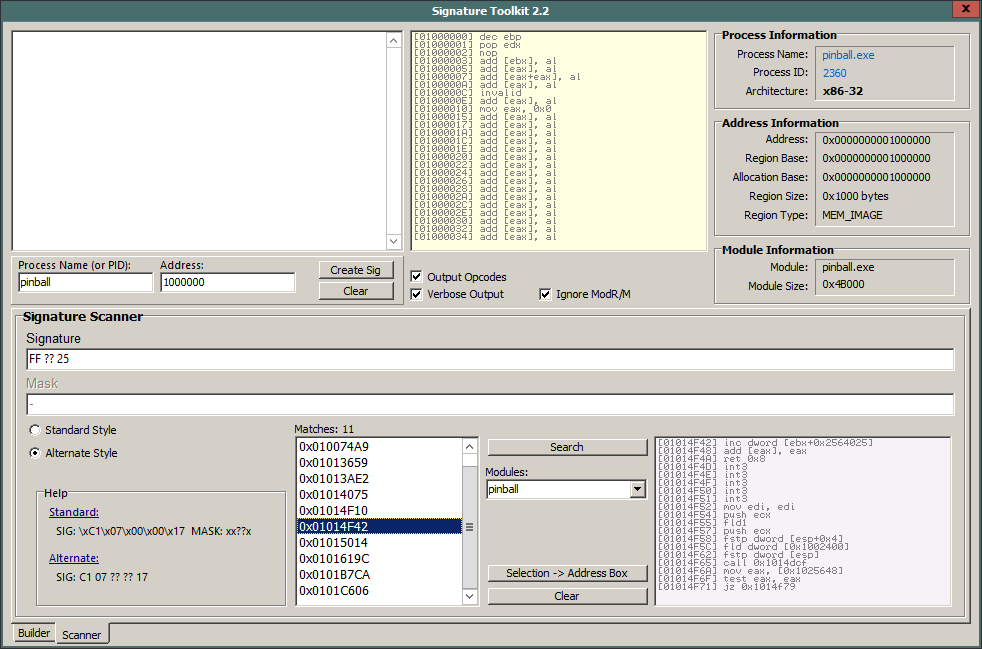 Signature Toolkit 2.2
[01000000] dec ebp
[01000001] pop edx
[01000002] nop
[01000003] add [ebx], al
[01000005] add [eax], al
[01000007] add [eax+eax], al
[0100000A] add [eax], al
[0100000C] invalid
[0100000E] add [eax], al
[01000010] mov eax, 0x0
[01000015] add [eax], al
[01000017] add [eax], al
[0100001A] add [eax], al
[0100001C] add [eax], al
[0100001E] add [eax], al
[01000020] add [eax], al
[01000022] add [eax], al
[01000024] add [eax], al
[01000026] add [eax], al
[01000028] add [eax], al
[0100002A] add [eax], al
[0100002C] add [eax], al
[0100002E] add [eax], al
[01000030] add [eax], al
[01000032] add [eax], al
[01000034] add [eax], al
Process Information
Process Name: pinball.exe
Process ID: 2360
Architecture: x86-32
Address Information
Address: 0x0000000001000000
Region Base: 0x0000000001000000
Allocation Base: 0x0000000001000000
Region Size: 0x1000 bytes
Region Type: MEM_IMAGE
Module Information
Module: pinball.exe
Module Size: 0x4B000
Process Name (or PID): Address:
pinball 1000000
Create Sig
Clear
Output Opcodes
Verbose Output Ignore ModR/M
Signature Scanner
Signature
FF ?? 25
Mask
-
Standard Style
Alternate Style
Help
Standard:
SIG: \xC1\x07\x00\x00\x17 MASK: xx??x
Alternate:
SIG: C1 07 ?? ?? 17
Matches: 11
0x010074A9
0x01013659
0x01013AE2
0x01014075
0x01014F10
0x01014F42
0x01015014
0x0101619C
0x0101B7CA
0x0101C606
Search
Modules:
pinball
Selection -> Address Box
Clear
[01014F42] inc dword [ebx+0x2564025]
[01014F48] add [eax], eax
[01014F4A] ret 0x8
[01014F4D] int3
[01014F4E] int3
[01014F4F] int3
[01014F50] int3
[01014F51] int3
[01014F52] mov edi, edi
[01014F54] push ecx
[01014F55] fld1
[01014F57] push ecx
[01014F58] fstp dword [esp+0x4]
[01014F5C] fld dword [0x1002400]
[01014F62] fstp dword [esp]
[01014F65] call 0x1014dcf
[01014F6A] mov eax, [0x1025648]
[01014F6F] test eax, eax
[01014F71] jz 0x1014f79
Builder Scanner